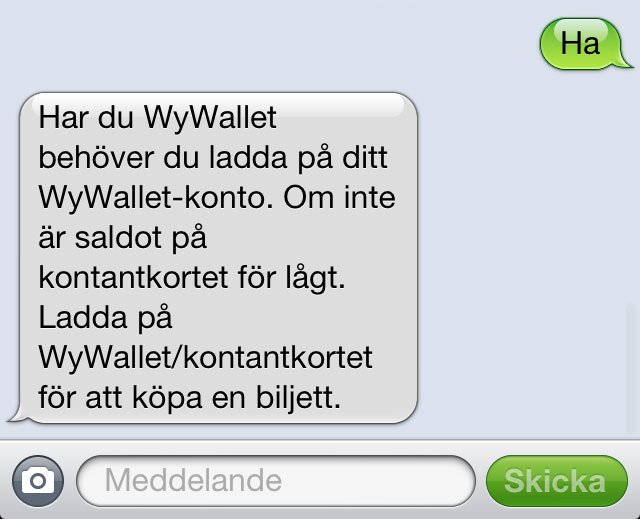 Ha
Har du WyWallet
behöver du ladda på ditt
WyWallet-konto. Om inte
är saldot på
kontantkortet för lågt.
Ladda på
WyWallet/kontantkortet
för att köpa en biljett.
Meddelande
Skicka